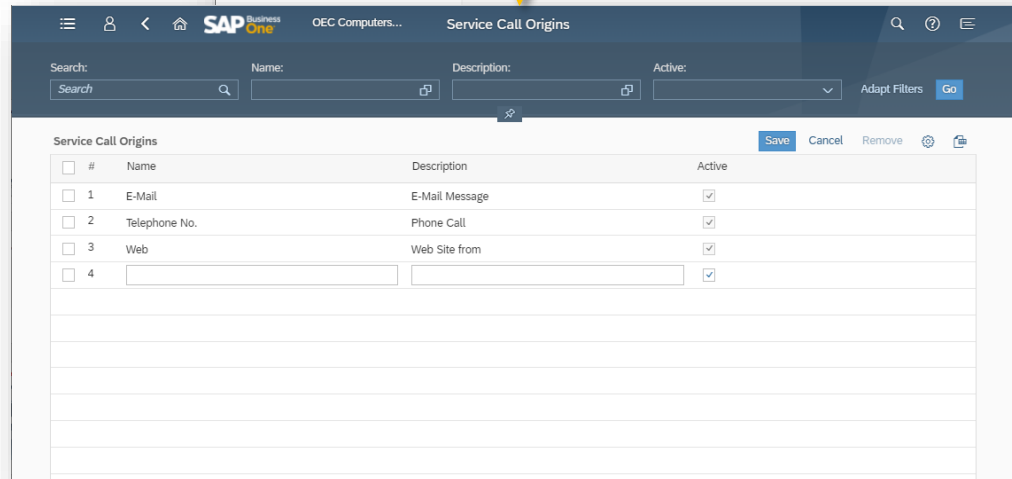 SAP Business One OEC Computers... Service Call Origins
Search: Name: Description: Active:
Search Adapt Filters Go
Service Call Origins Save Cancel Remove
# Name Description Active
1 E-Mail E-Mail Message
2 Telephone No. Phone Call
3 Web Web Site from
4